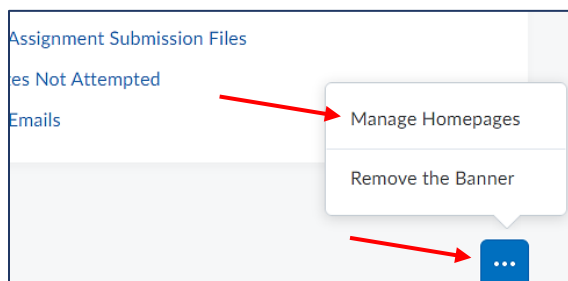 Assignment Submission Files
es Not Attempted
Emails
Manage Homepages
Remove the Banner
...